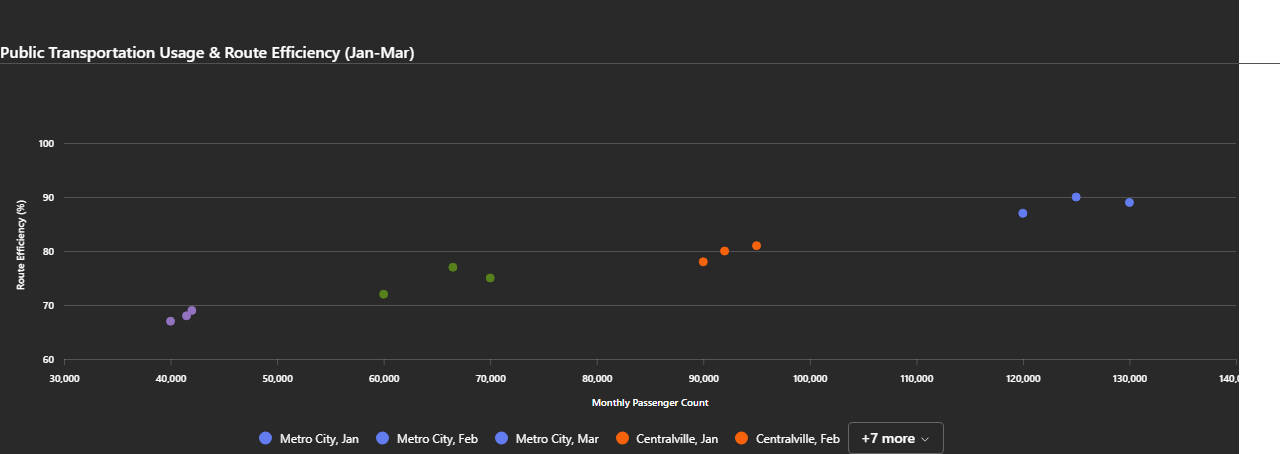 Public Transportation Usage & Route Efficiency (Jan-Mar)
100
90
80
70
60
Route Efficiency (%)
30,000 40,000 50,000 60,000 70,000 80,000 90,000 100,000 110,000 120,000 130,000 140,0
Monthly Passenger Count
Metro City, Jan Metro City, Feb Metro City, Mar Centralville, Jan Centralville, Feb +7 more